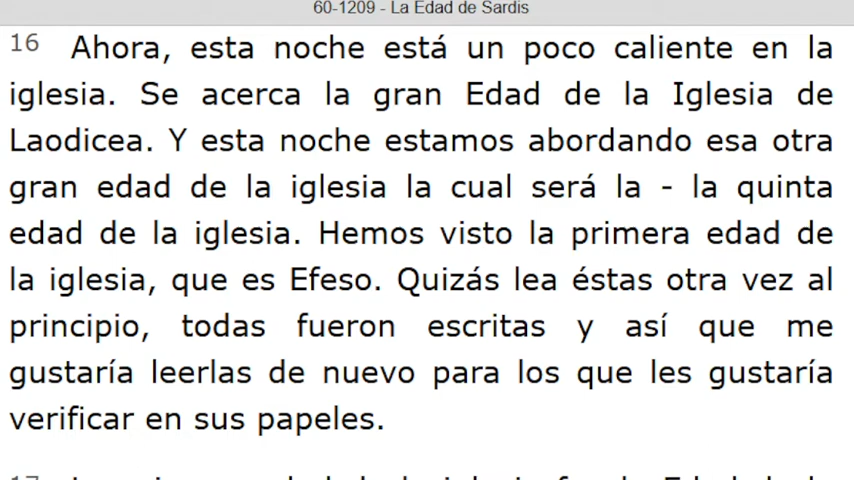 60-1209 - La Edad de Sardis
16 Ahora, esta noche está un poco caliente en la
iglesia. Se acerca la gran Edad de la Iglesia de
Laodicea. Y esta noche estamos abordando esa otra
gran edad de la iglesia la cual será la - la quinta
edad de la iglesia. Hemos visto la primera edad de
la iglesia, que es Efeso. Quizás lea éstas otra vez al
principio, todas fueron escritas y así que me
gustaría leerlas de nuevo para los que les gustaría
verificar en sus papeles.